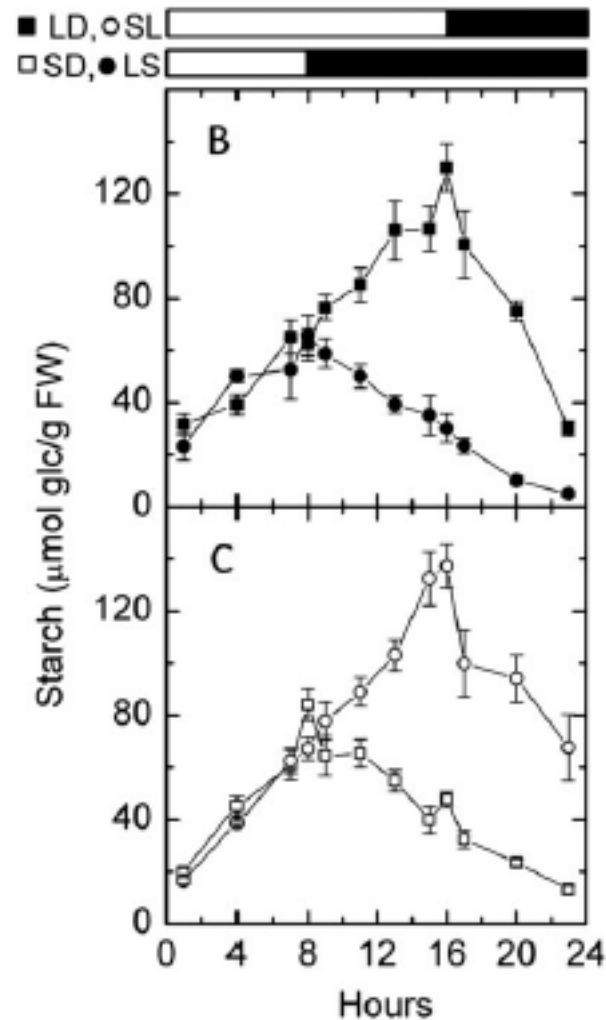 ■ LD, ○ SL
□ SD, ● LS
B
120
80
40
0
Starch (μmol glc/g FW)
C
120
80
40
0
0 4 8 12 16 20 24
Hours